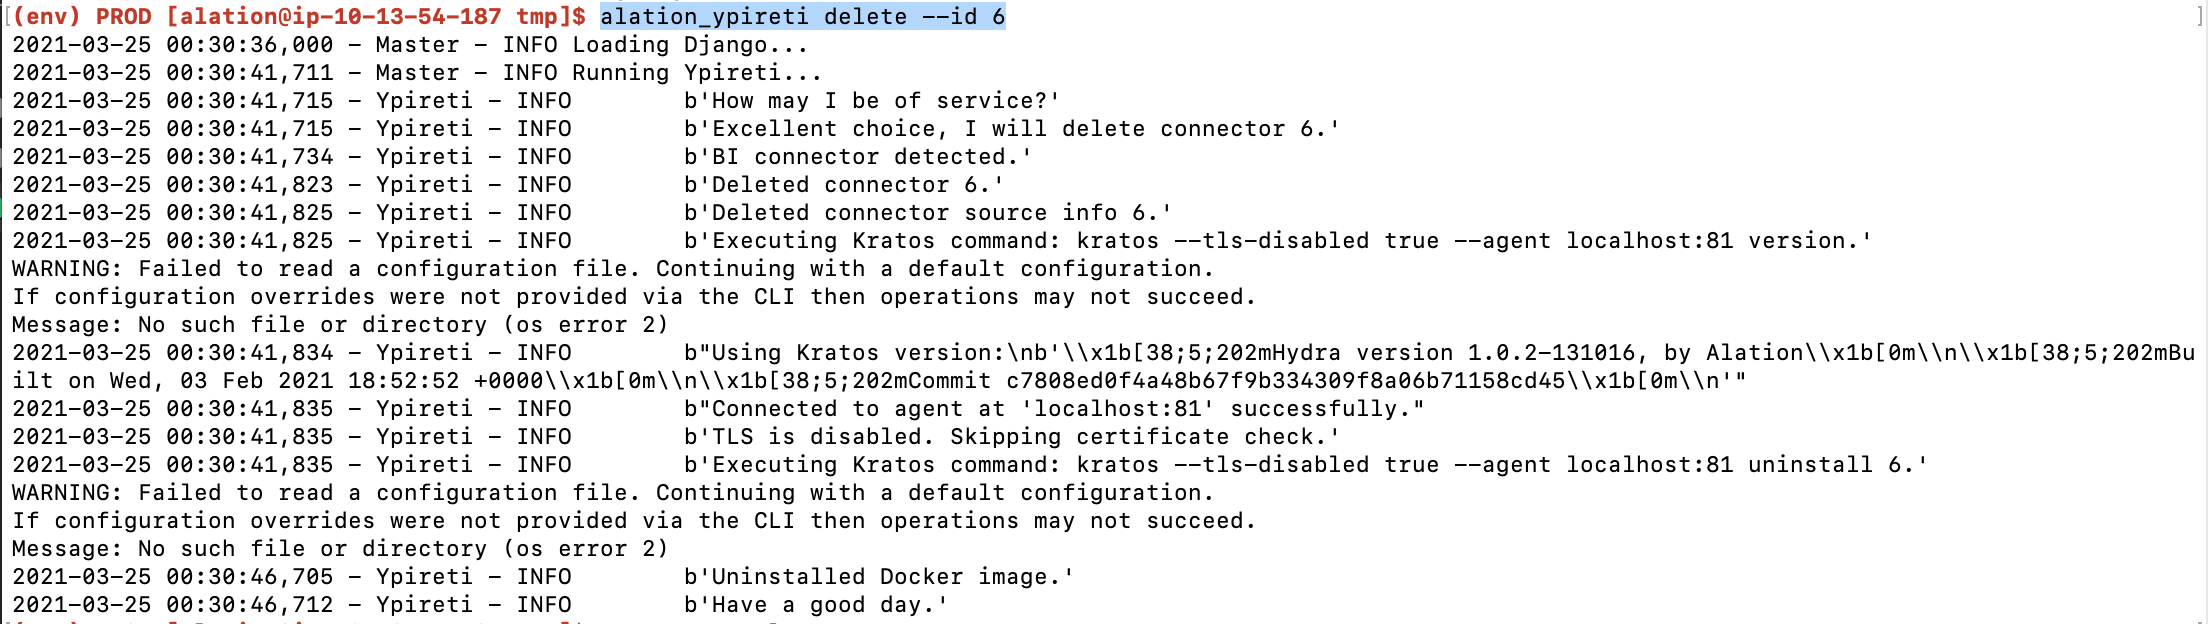 (env) PROD [alation@ip-10-13-54-187 tmp]$ alation_ypireti delete --id 6
2021-03-25 00:30:36,000 - Master - INFO Loading Django...
2021-03-25 00:30:41,711 - Master - INFO Running Ypireti...
2021-03-25 00:30:41,715 - Ypireti - INFO        b'How may I be of service?'
2021-03-25 00:30:41,715 - Ypireti - INFO        b'Excellent choice, I will delete connector 6.'
2021-03-25 00:30:41,734 - Ypireti - INFO        b'BI connector detected.'
2021-03-25 00:30:41,823 - Ypireti - INFO        b'Deleted connector 6.'
2021-03-25 00:30:41,825 - Ypireti - INFO        b'Deleted connector source info 6.'
2021-03-25 00:30:41,825 - Ypireti - INFO        b'Executing Kratos command: kratos --tls-disabled true --agent localhost:81 version.'
WARNING: Failed to read a configuration file. Continuing with a default configuration.
If configuration overrides were not provided via the CLI then operations may not succeed.
Message: No such file or directory (os error 2)
2021-03-25 00:30:41,834 - Ypireti - INFO        b"Using Kratos version:\nb'\\x1b[38;5;202mHydra version 1.0.2-131016, by Alation\\x1b[0m\\n\\x1b[38;5;202mBu
ilt on Wed, 03 Feb 2021 18:52:52 +0000\\x1b[0m\\n\\x1b[38;5;202mCommit c7808ed0f4a48b67f9b334309f8a06b71158cd45\\x1b[0m\\n'"
2021-03-25 00:30:41,835 - Ypireti - INFO        b"Connected to agent at 'localhost:81' successfully."
2021-03-25 00:30:41,835 - Ypireti - INFO        b'TLS is disabled. Skipping certificate check.'
2021-03-25 00:30:41,835 - Ypireti - INFO        b'Executing Kratos command: kratos --tls-disabled true --agent localhost:81 uninstall 6.'
WARNING: Failed to read a configuration file. Continuing with a default configuration.
If configuration overrides were not provided via the CLI then operations may not succeed.
Message: No such file or directory (os error 2)
2021-03-25 00:30:46,705 - Ypireti - INFO        b'Uninstalled Docker image.'
2021-03-25 00:30:46,712 - Ypireti - INFO        b'Have a good day.'